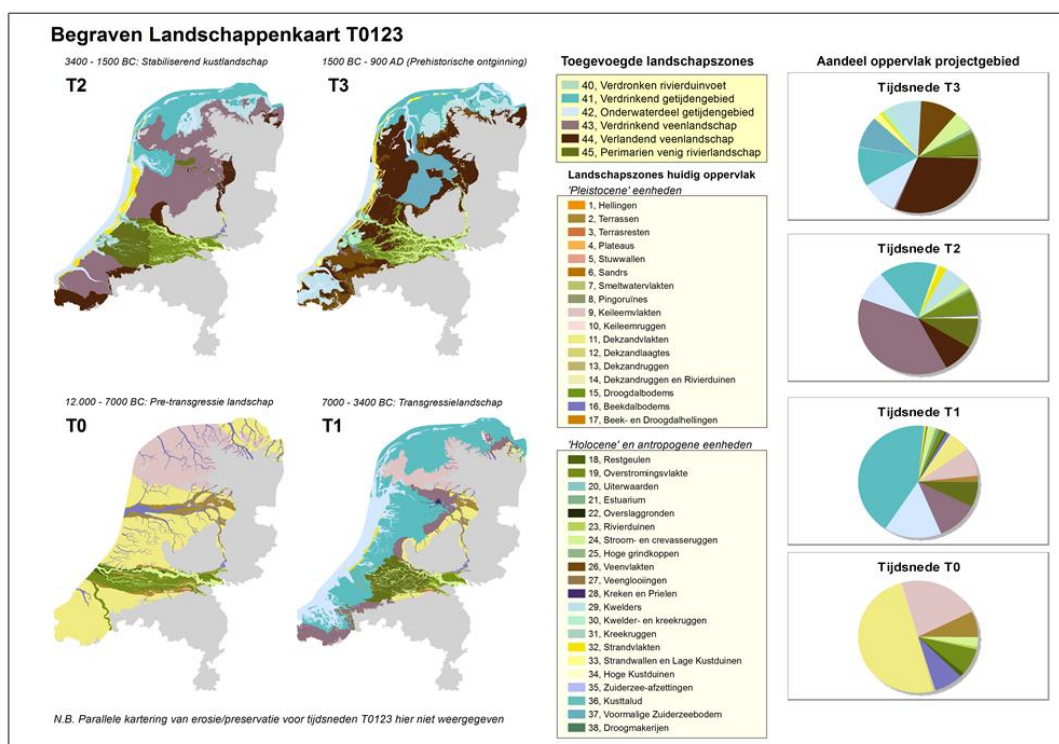 Begraven Landschappenkaart T0123
3400 - 1500 BC: Stabiliserend kustlandschap
T2
1500 BC - 900 AD (Prehistorische ontginning)
T3
12.000 - 7000 BC: Pre-transgressie landschap
T0
7000 - 3400 BC: Transgressielandschap
T1
N.B. Parallele kartering van erosie/preservatie voor tijdsneden T0123 hier niet weergegeven
Toegevoegde landschapszones
40, Verdronken rivierduinvoet
41, Verdrinkend getijdengebied
42, Onderwaterdeel getijdengebied
43, Verdrinkend veenlandschap
44, Verlandend veenlandschap
45, Perimarien venig rivierlandschap
Landschapszones huidig oppervlak
'Pleistocene' eenheden
1, Hellingen
2, Terrassen
3, Terrasresten
4, Plateaus
5, Stuwwallen
6, Sandrs
7, Smeltwatervlakten
8, Pingoruïnes
9, Keileemvlakten
10, Keileemruggen
11, Dekzandvlakten
12, Dekzandlaagtes
13, Dekzandruggen
14, Dekzandruggen en Rivierduinen
15, Droogdalbodems
16, Beekdalbodems
17, Beek- en Droogdalhellingen
'Holocene' en antropogene eenheden
18, Restgeulen
19, Overstromingsvlakte
20, Uiterwaarden
21, Estuarium
22, Overslaggronden
23, Rivierduinen
24, Stroom- en crevasseruggen
25, Hoge grindkoppen
26, Veenvlakten
27, Veenglooiingen
28, Kreken en Prielen
29, Kwelders
30, Kwelder- en kreekruggen
31, Kreekruggen
32, Strandvlakten
33, Strandwallen en Lage Kustduinen
34, Hoge Kustduinen
35, Zuiderzee-afzettingen
36, Kusttalud
37, Voormalige Zuiderzeebodem
38, Droogmakerijen
Aandeel oppervlak projectgebied
Tijdsnede T3
Tijdsnede T2
Tijdsnede T1
Tijdsnede T0